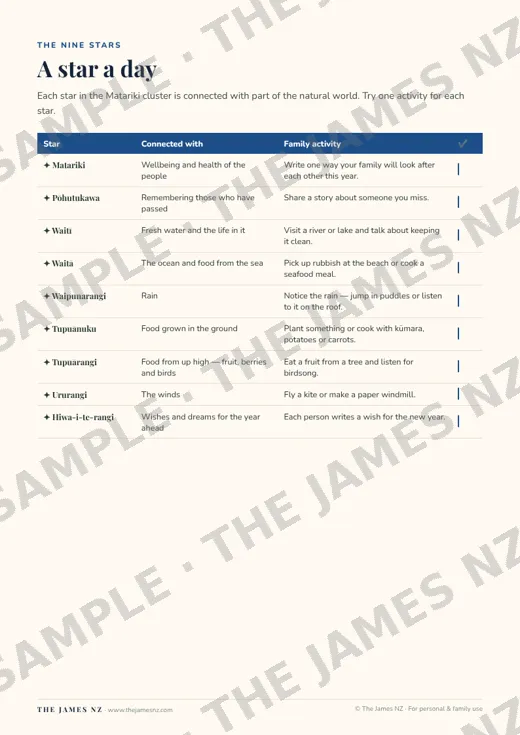 THE NINE STARS
A star a day
Each star in the Matariki cluster is connected with part of the natural world. Try one activity for each
star.
Star Connected with Family activity ✓
✦ Matariki Wellbeing and health of the Write one way your family will look after
people each other this year.
✦ Pōhutukawa Remembering those who have Share a story about someone you miss.
passed
✦ Waitī Fresh water and the life in it Visit a river or lake and talk about keeping
it clean.
✦ Waitā The ocean and food from the sea Pick up rubbish at the beach or cook a
seafood meal.
✦ Waipunarangi Rain Notice the rain — jump in puddles or listen
to it on the roof.
✦ Tupuānuku Food grown in the ground Plant something or cook with kūmara,
potatoes or carrots.
✦ Tupuārangi Food from up high — fruit, berries Eat a fruit from a tree and listen for
and birds birdsong.
✦ Ururangi The winds Fly a kite or make a paper windmill.
✦ Hiwa-i-te-rangi Wishes and dreams for the year Each person writes a wish for the new year.
ahead
THE JAMES NZ · www.thejamesnz.com © The James NZ · For personal & family use
SAMPLE · THE JAMES NZ